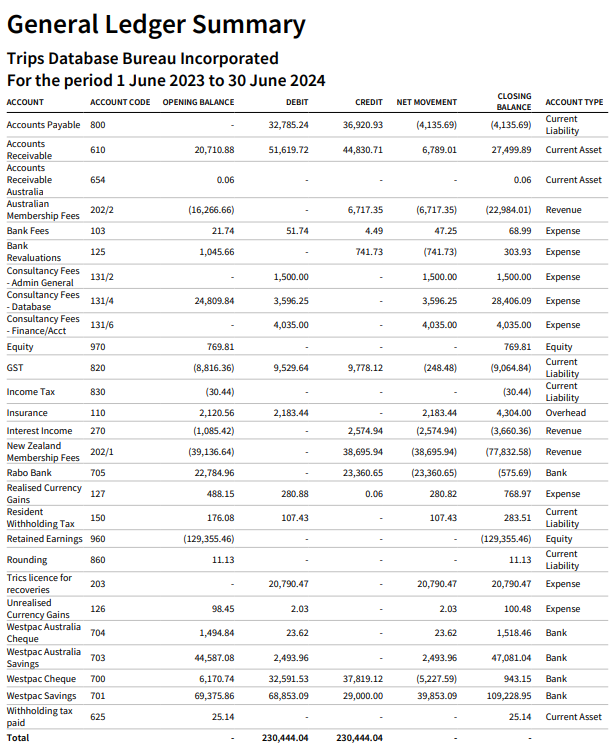 General Ledger Summary
Trips Database Bureau Incorporated
For the period 1 June 2023 to 30 June 2024
ACCOUNT ACCOUNT CODE OPENING BALANCE DEBIT CREDIT NET MOVEMENT CLOSING BALANCE ACCOUNT TYPE
Accounts Payable 800 - 32,785.24 36,920.93 (4,135.69) (4,135.69) Current Liability
Accounts Receivable 610 20,710.88 51,619.72 44,830.71 6,789.01 27,499.89 Current Asset
Accounts Receivable Australia 654 0.06 - - - 0.06 Current Asset
Australian Membership Fees 202/2 (16,266.66) - 6,717.35 (6,717.35) (22,984.01) Revenue
Bank Fees 103 21.74 51.74 4.49 47.25 68.99 Expense
Bank Revaluations 125 1,045.66 - 741.73 (741.73) 303.93 Expense
Consultancy Fees - Admin General 131/2 - 1,500.00 - 1,500.00 1,500.00 Expense
Consultancy Fees - Database 131/4 24,809.84 3,596.25 - 3,596.25 28,406.09 Expense
Consultancy Fees - Finance/Acct 131/6 - 4,035.00 - 4,035.00 4,035.00 Expense
Equity 970 769.81 - - - 769.81 Equity
GST 820 (8,816.36) 9,529.64 9,778.12 (248.48) (9,064.84) Current Liability
Income Tax 830 (30.44) - - - (30.44) Current Liability
Insurance 110 2,120.56 2,183.44 - 2,183.44 4,304.00 Overhead
Interest Income 270 (1,085.42) - 2,574.94 (2,574.94) (3,660.36) Revenue
New Zealand Membership Fees 202/1 (39,136.64) - 38,695.94 (38,695.94) (77,832.58) Revenue
Rabo Bank 705 22,784.96 - 23,360.65 (23,360.65) (575.69) Bank
Realised Currency Gains 127 488.15 280.88 0.06 280.82 768.97 Expense
Resident Withholding Tax 150 176.08 107.43 - 107.43 283.51 Current Liability
Retained Earnings 960 (129,355.46) - - - (129,355.46) Equity
Rounding 860 11.13 - - - 11.13 Current Liability
Trics licence for recoveries 203 - 20,790.47 - 20,790.47 20,790.47 Expense
Unrealised Currency Gains 126 98.45 2.03 - 2.03 100.48 Expense
Westpac Australia Cheque 704 1,494.84 23.62 - 23.62 1,518.46 Bank
Westpac Australia Savings 703 44,587.08 2,493.96 - 2,493.96 47,081.04 Bank
Westpac Cheque 700 6,170.74 32,591.53 37,819.12 (5,227.59) 943.15 Bank
Westpac Savings 701 69,375.86 68,853.09 29,000.00 39,853.09 109,228.95 Bank
Withholding tax paid 625 25.14 - - - 25.14 Current Asset
Total - 230,444.04 230,444.04 - -